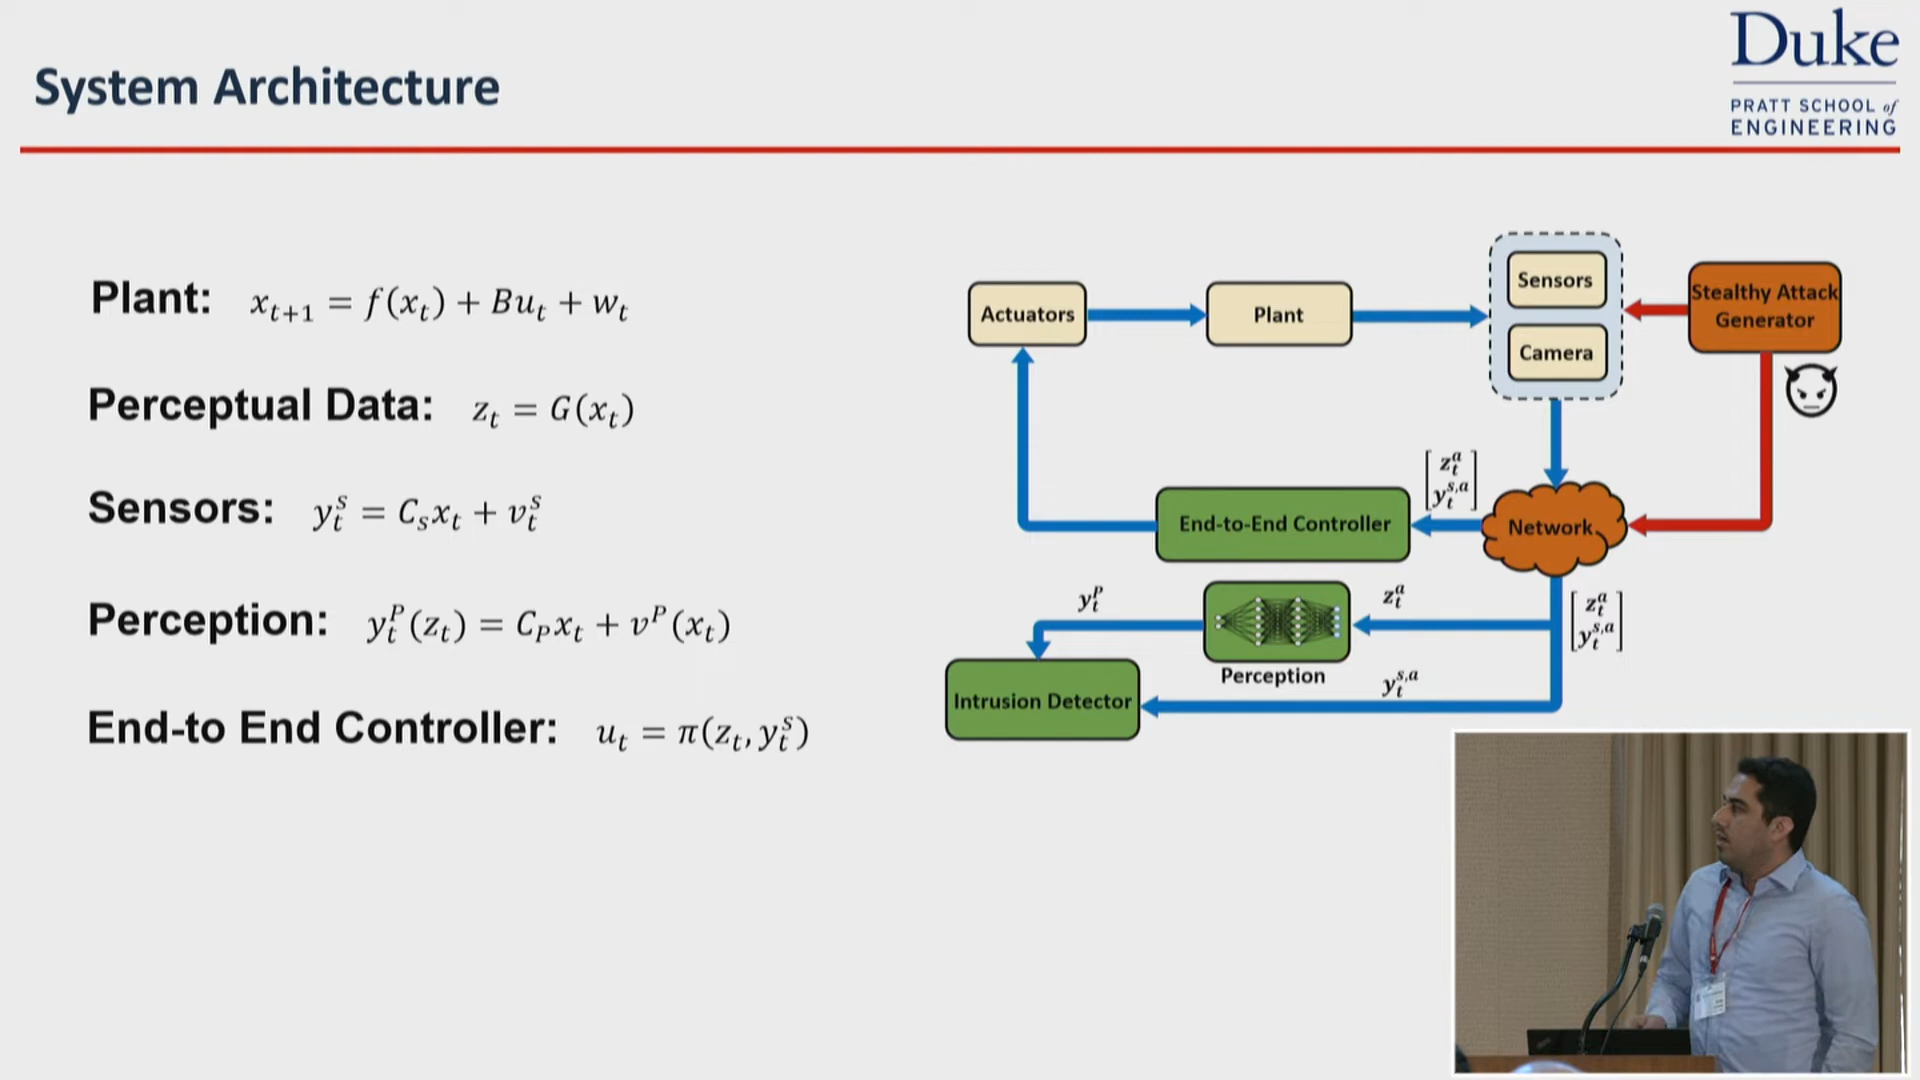 System Architecture
Duke
PRATT SCHOOL of
ENGINEERING
Plant: x_{t+1} = f(x_t) + Bu_t + w_t
Perceptual Data: z_t = G(x_t)
Sensors: y_t^s = C_s x_t + v_t^s
Perception: y_t^P(z_t) = C_P x_t + v^P(x_t)
End-to End Controller: u_t = π(z_t, y_t^s)
Actuators
Plant
Sensors
Camera
Stealthy Attack
Generator
z_t^a
y_t^{s,a}
End-to-End Controller
Network
y_t^P
z_t^a
z_t^a
y_t^{s,a}
Perception
y_t^{s,a}
Intrusion Detector